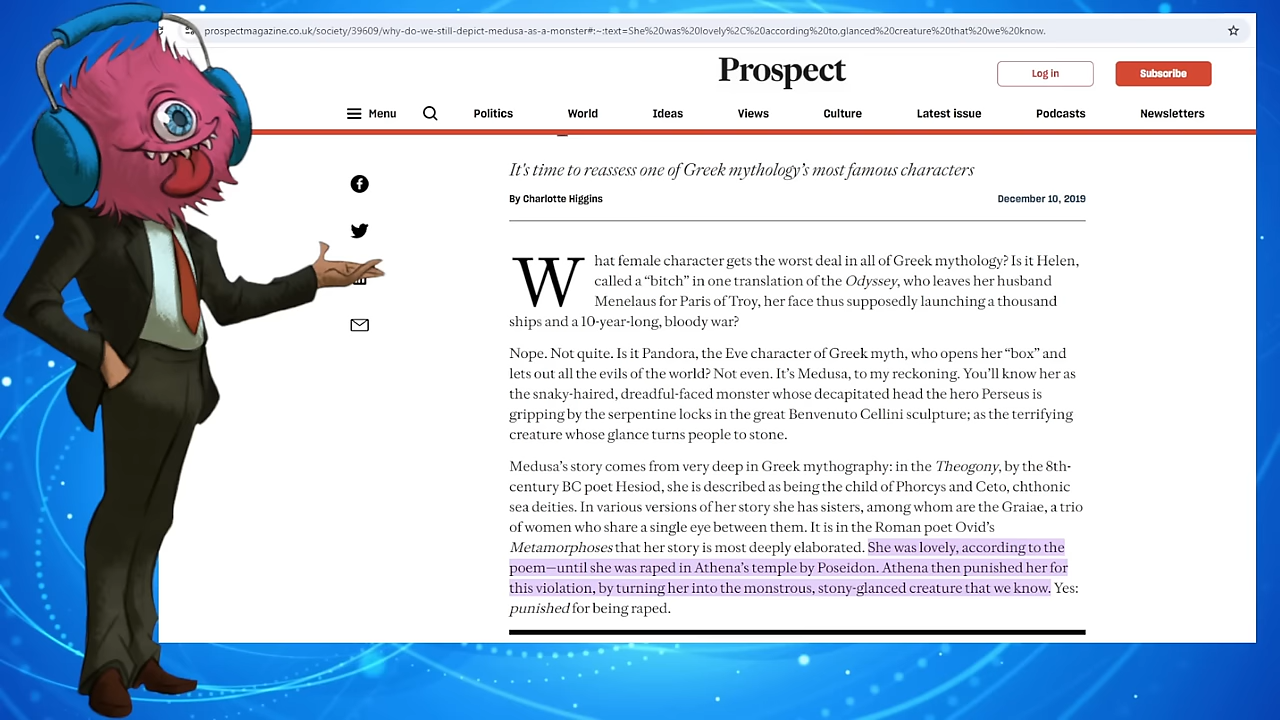 prospectmagazine.co.uk/society/39609/why-do-we-still-depict-medusa-as-a-monster#:~:text=She%20was%20lovely%2C%20according%20to,glanced%20creature%20that%20we%20know.
Prospect
Log in
Subscribe
Menu
Politics
World
Ideas
Views
Culture
Latest issue
Podcasts
Newsletters
It's time to reassess one of Greek mythology's most famous characters
By Charlotte Higgins
December 10, 2019
What female character gets the worst deal in all of Greek mythology? Is it Helen,
called a “bitch” in one translation of the Odyssey, who leaves her husband
Menelaus for Paris of Troy, her face thus supposedly launching a thousand
ships and a 10-year-long, bloody war?
Nope. Not quite. Is it Pandora, the Eve character of Greek myth, who opens her “box” and
lets out all the evils of the world? Not even. It’s Medusa, to my reckoning. You’ll know her as
the snaky-haired, dreadful-faced monster whose decapitated head the hero Perseus is
gripping by the serpentine locks in the great Benvenuto Cellini sculpture; as the terrifying
creature whose glance turns people to stone.
Medusa’s story comes from very deep in Greek mythography: in the Theogony, by the 8th-
century BC poet Hesiod, she is described as being the child of Phorcys and Ceto, chthonic
sea deities. In various versions of her story she has sisters, among whom are the Graiae, a trio
of women who share a single eye between them. It is in the Roman poet Ovid’s
Metamorphoses that her story is most deeply elaborated. She was lovely, according to the
poem—until she was raped in Athena’s temple by Poseidon. Athena then punished her for
this violation, by turning her into the monstrous, stony-glanced creature that we know. Yes:
punished for being raped.